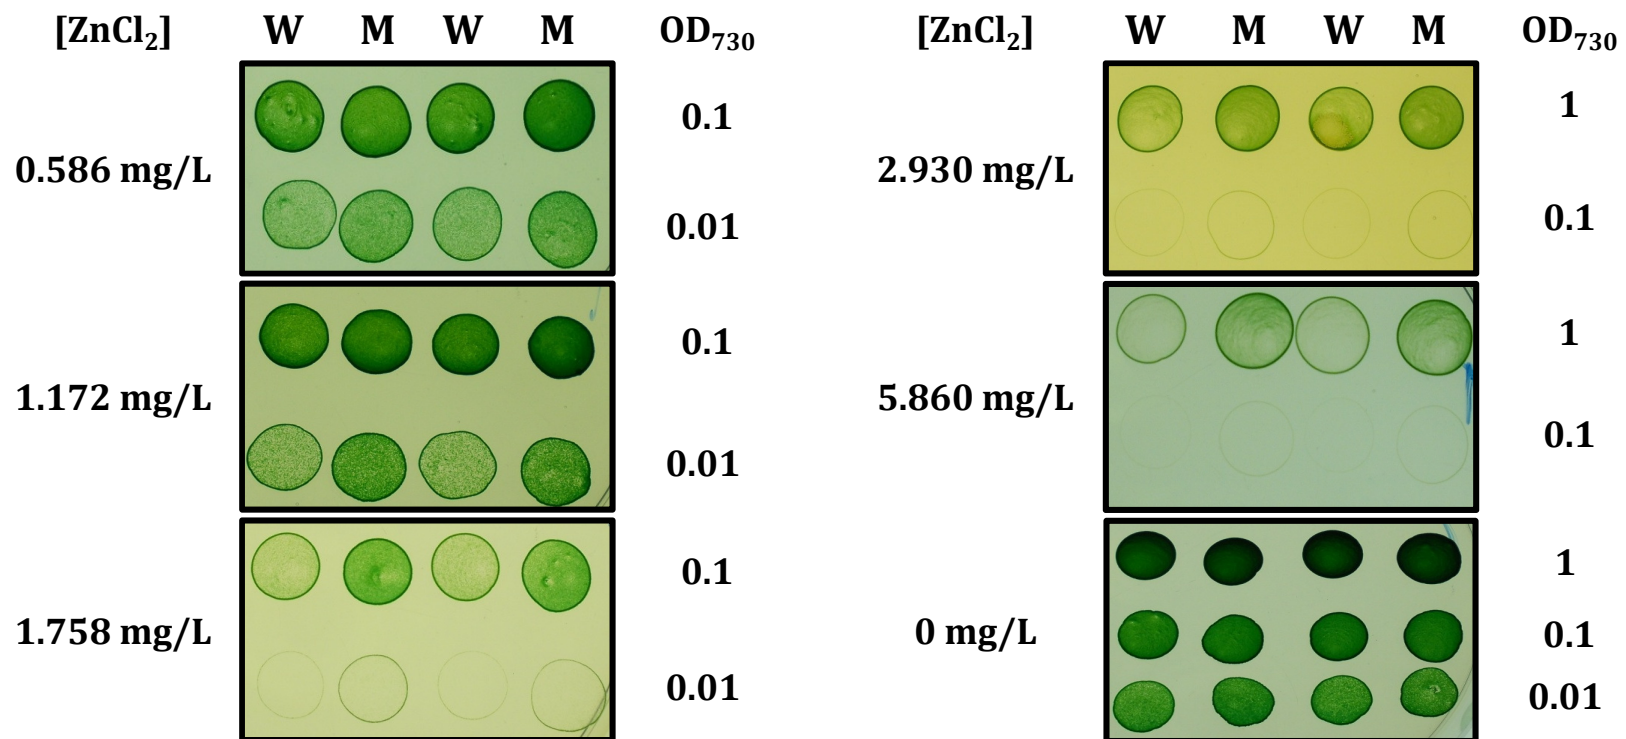 [ZnCl₂] W M W M OD₇₃₀
0.586 mg/L
0.1
0.01
1.172 mg/L
0.1
0.01
1.758 mg/L
0.1
0.01
[ZnCl₂] W M W M OD₇₃₀
2.930 mg/L
1
0.1
5.860 mg/L
1
0.1
0 mg/L
1
0.1
0.01